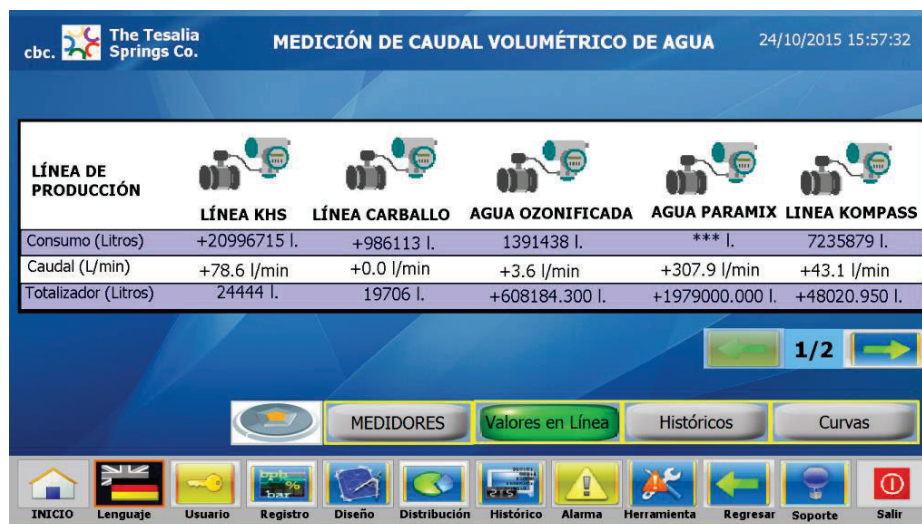 cbc. The Tesalia Springs Co. MEDICIÓN DE CAUDAL VOLUMÉTRICO DE AGUA 24/10/2015 15:57:32
LÍNEA DE PRODUCCIÓN
LÍNEA KHS LÍNEA CARBALLO AGUA OZONIFICADA AGUA PARAMIX LINEA KOMPASS
Consumo (Litros) +20996715 l. +986113 l. 1391438 l. *** l. 7235879 l.
Caudal (L/min) +78.6 l/min +0.0 l/min +3.6 l/min +307.9 l/min +43.1 l/min
Totalizador (Litros) 24444 l. 19706 l. +608184.300 l. +1979000.000 l. +48020.950 l.
1/2
MEDIDORES Valores en Línea Históricos Curvas
bph % bar
INICIO Lenguaje Usuario Registro Diseño Distribución Histórico Alarma Herramienta Regresar Soporte Salir